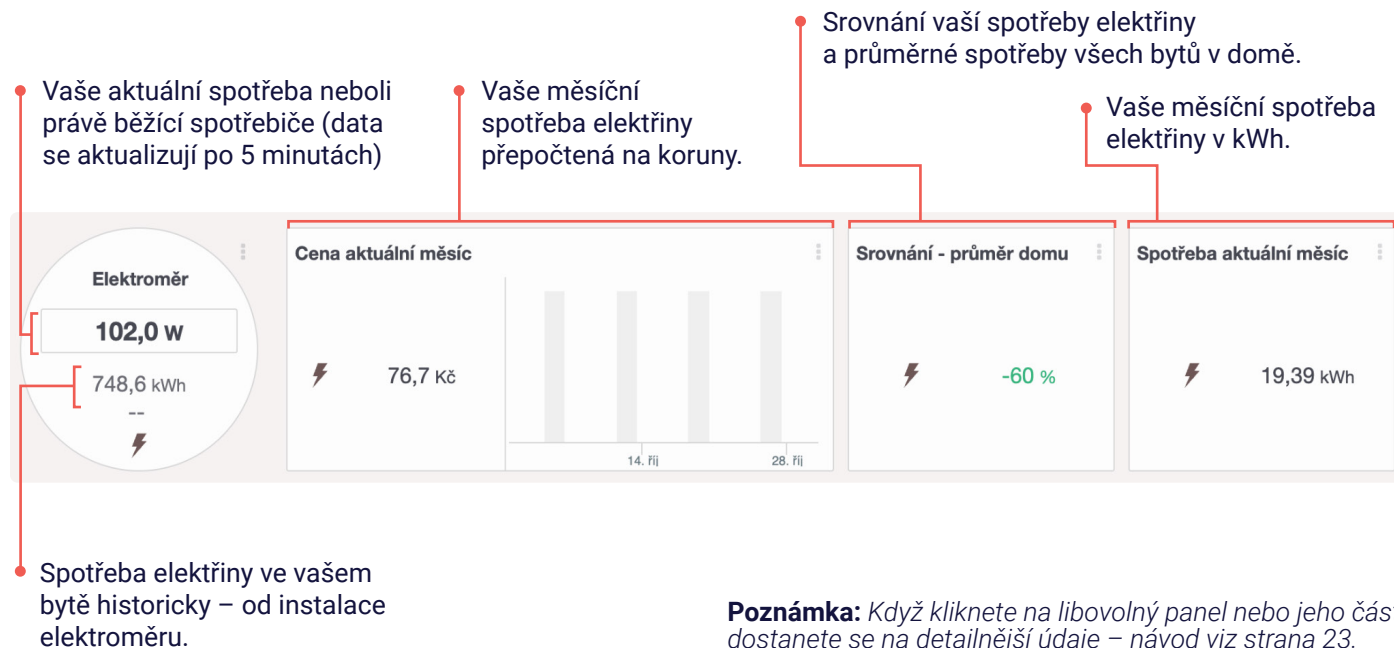 Srovnání vaší spotřeby elektřiny
a průměrné spotřeby všech bytů v domě.
Vaše aktuální spotřeba neboli
právě běžící spotřebiče (data
se aktualizují po 5 minutách)
Vaše měsíční
spotřeba elektřiny
přepočtená na koruny.
Vaše měsíční spotřeba
elektřiny v kWh.
Elektroměr
102,0 W
748,6 kWh
--
Cena aktuální měsíc
76,7 Kč
14. říj
28. říj
Srovnání - průměr domu
-60 %
Spotřeba aktuální měsíc
19,39 kWh
Spotřeba elektřiny ve vašem
bytě historicky – od instalace
elektroměru.
Poznámka: Když kliknete na libovolný panel nebo jeho část
dostanete se na detailnější údaje – návod viz strana 23.